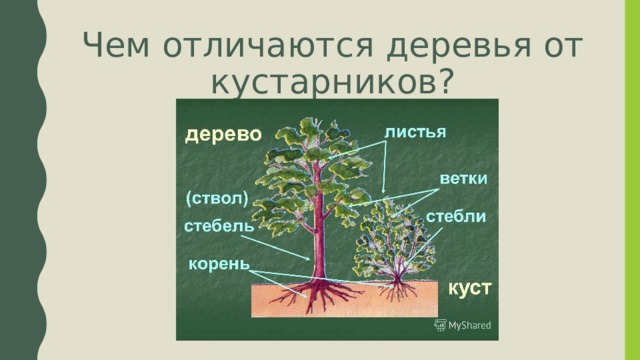 Чем отличаются деревья от
кустарников?
дерево
листья
ветки
(ствол)
стебли
стебель
корень
куст
MyShared